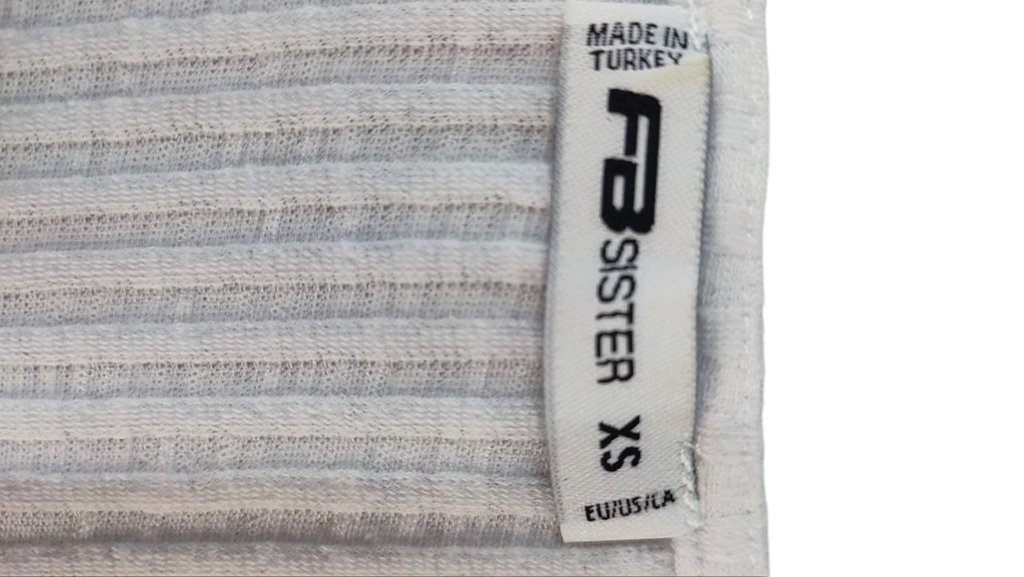 MADE IN
TURKEY
FB SISTER XS
EU/US/CA